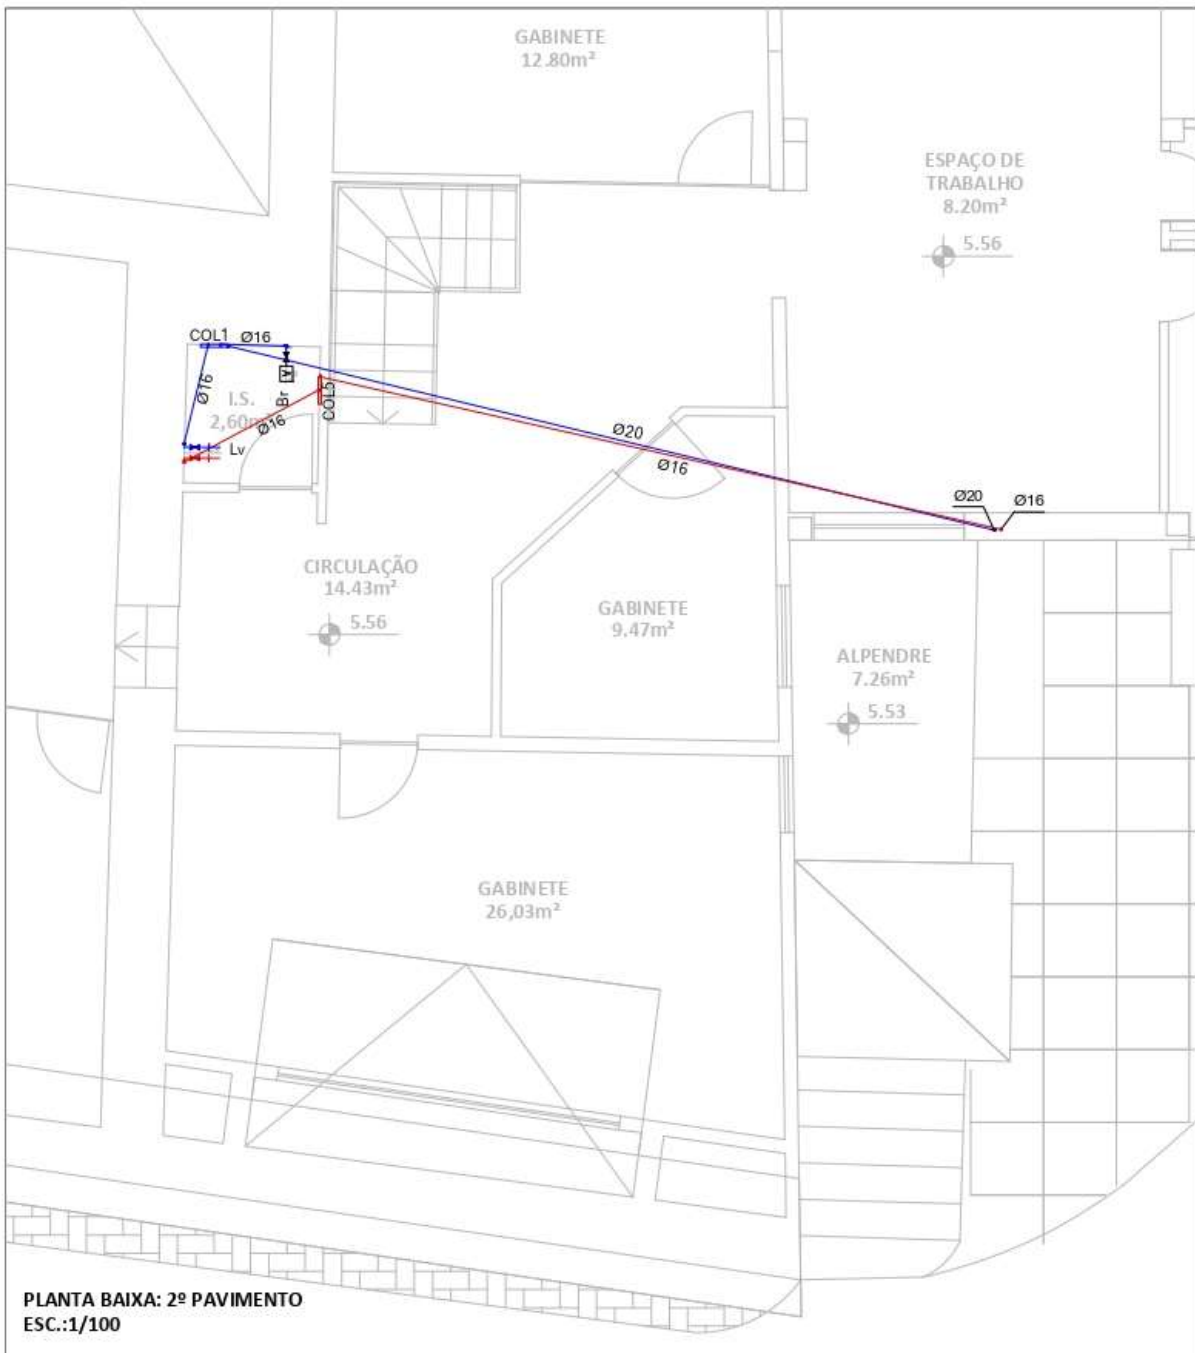 GABINETE
12.80m²
ESPAÇO DE
TRABALHO
8.20m²
5.56
COL1
Ø16
Ø16
I.S.
2,60m²
Br
COL5
Ø16
Lv
Ø20
Ø16
Ø20
Ø16
CIRCULAÇÃO
14.43m²
5.56
GABINETE
9.47m²
ALPENDRE
7.26m²
5.53
GABINETE
26,03m²
PLANTA BAIXA: 2º PAVIMENTO
ESC.:1/100